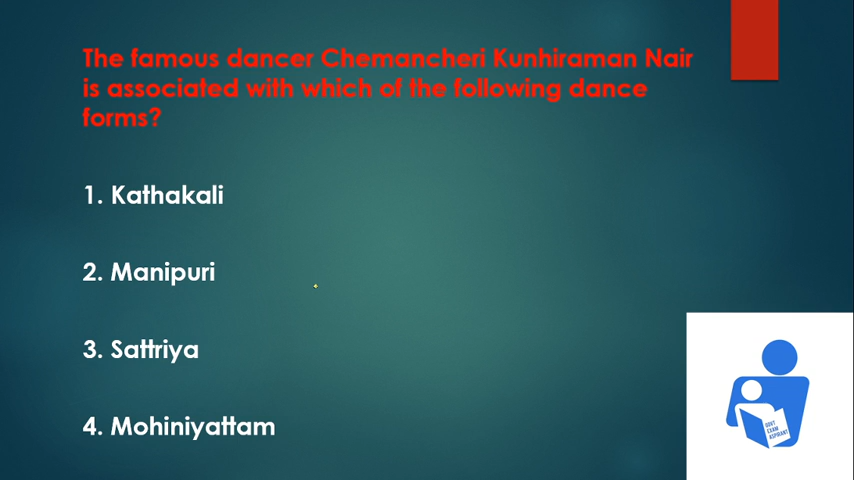 The famous dancer Chemancheri Kunhiraman Nair
is associated with which of the following dance
forms?
1. Kathakali
2. Manipuri
3. Sattriya
4. Mohiniyattam
GOVT
EXAM
ASPIRANT